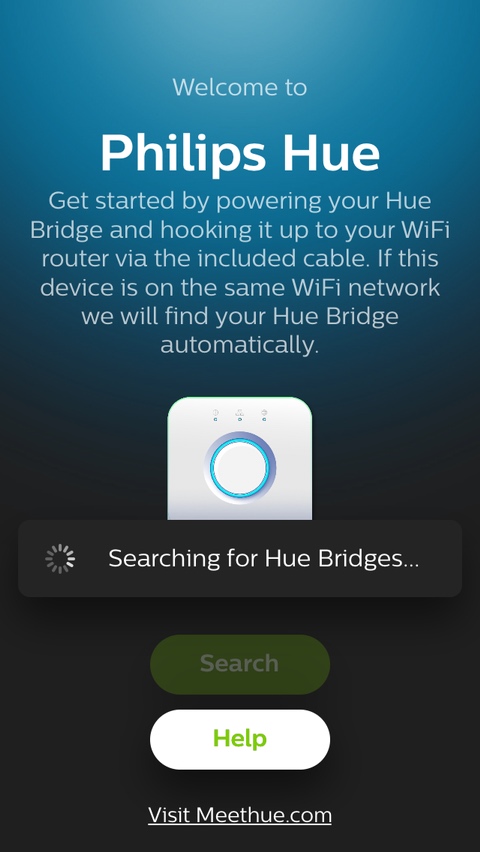 Welcome to
Philips Hue
Get started by powering your Hue
Bridge and hooking it up to your WiFi
router via the included cable. If this
device is on the same WiFi network
we will find your Hue Bridge
automatically.
Searching for Hue Bridges...
Search
Help
Visit Meethue.com